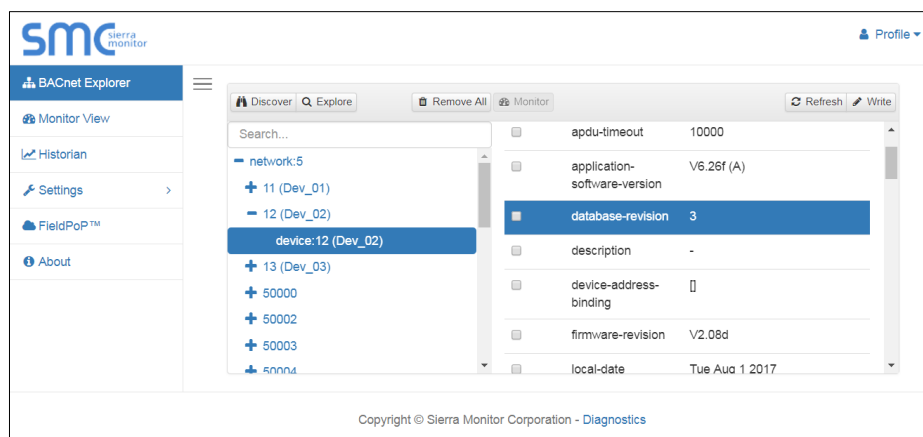 SMC sierra monitor
Profile
BACnet Explorer
Monitor View
Historian
Settings
FieldPoP™
About
Discover Explore Remove All Monitor Refresh Write
Search...
network:5
11 (Dev_01)
12 (Dev_02)
device:12 (Dev_02)
13 (Dev_03)
50000
50002
50003
50004
apdu-timeout 10000
application-
software-version V6.26f (A)
database-revision 3
description -
device-address-
binding []
firmware-revision V2.08d
local-date Tue Aug 1 2017
Copyright © Sierra Monitor Corporation - Diagnostics